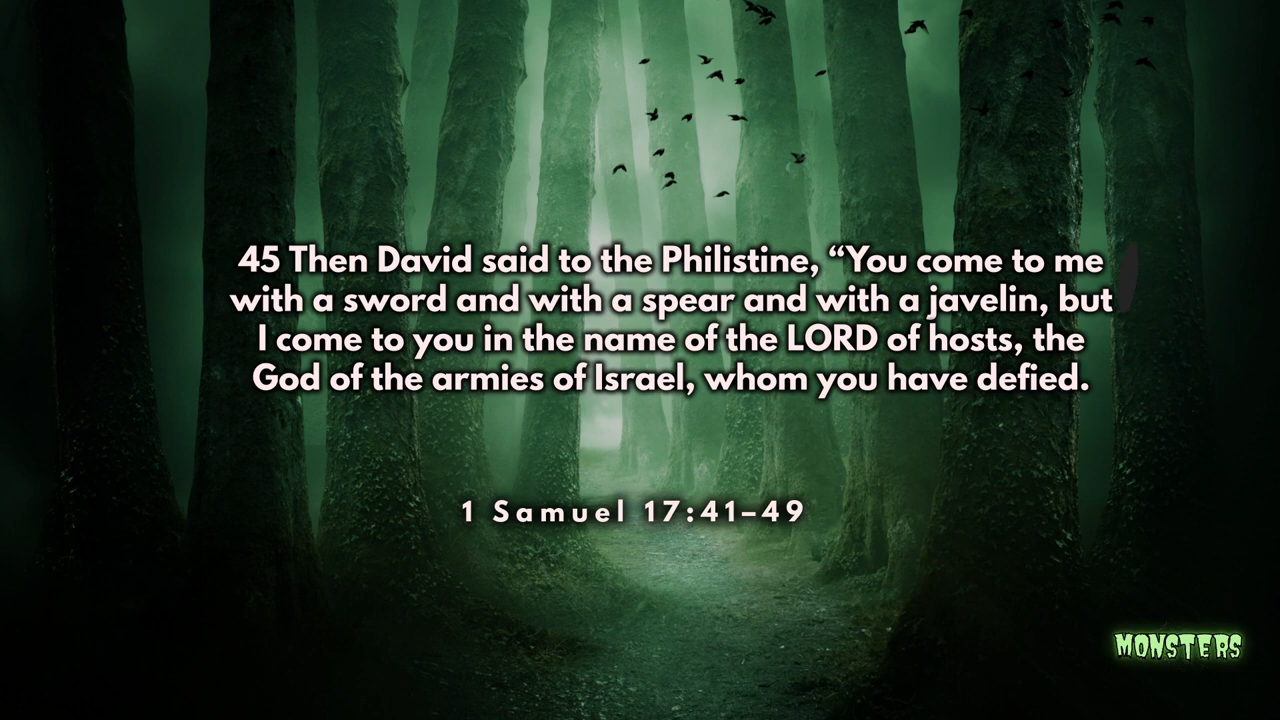 45 Then David said to the Philistine, “You come to me
with a sword and with a spear and with a javelin, but
I come to you in the name of the LORD of hosts, the
God of the armies of Israel, whom you have defied.
1 Samuel 17:41–49
MONSTERS